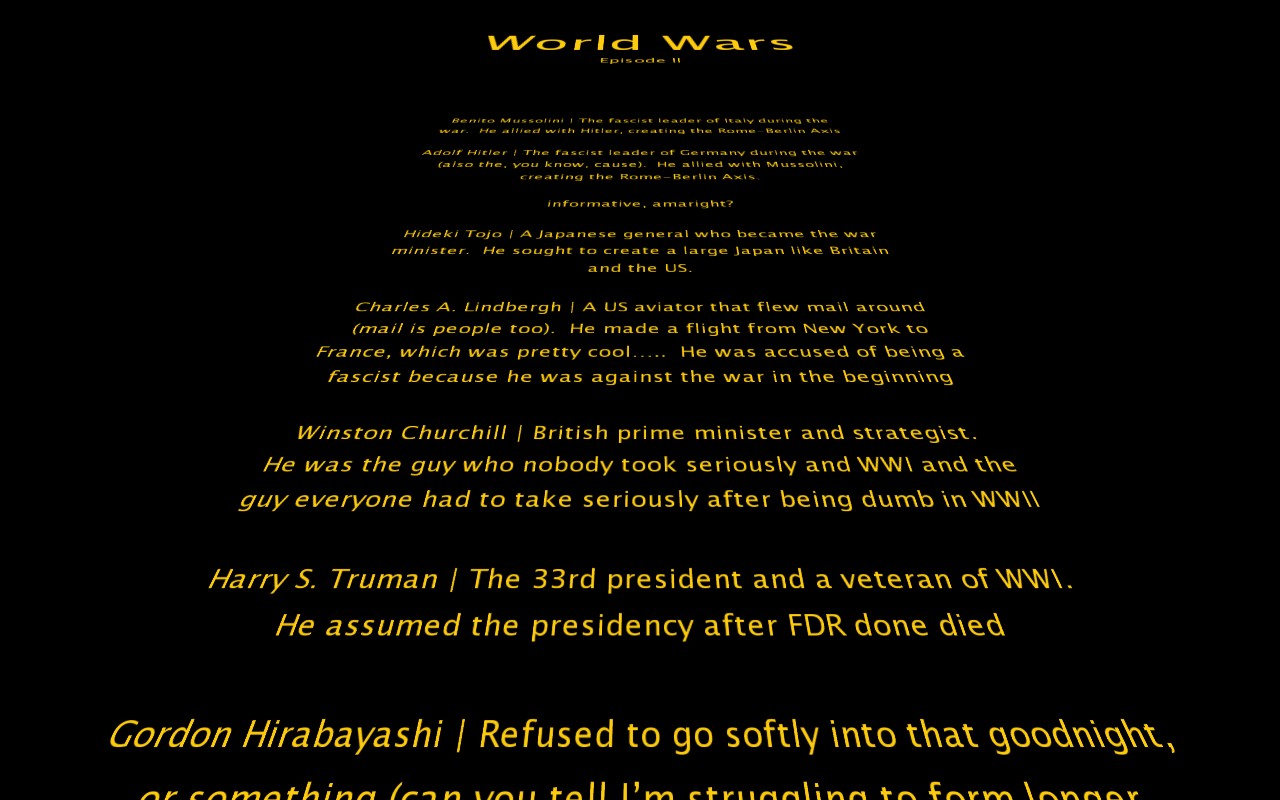 World Wars
Episode II
Benito Mussolini | The fascist leader of Italy during the
war.  He allied with Hitler, creating the Rome-Berlin Axis
Adolf Hitler | The fascist leader of Germany during the war
(also the, you know, cause).  He allied with Mussolini,
creating the Rome-Berlin Axis.
informative, amaright?
Hideki Tojo | A Japanese general who became the war
minister.  He sought to create a large Japan like Britain
and the US.
Charles A. Lindbergh | A US aviator that flew mail around
(mail is people too).  He made a flight from New York to
France, which was pretty cool.....  He was accused of being a
fascist because he was against the war in the beginning
Winston Churchill | British prime minister and strategist.
He was the guy who nobody took seriously and WWI and the
guy everyone had to take seriously after being dumb in WWII
Harry S. Truman | The 33rd president and a veteran of WWI.
He assumed the presidency after FDR done died
Gordon Hirabayashi | Refused to go softly into that goodnight,
or something (can you tell I'm struggling to form longer